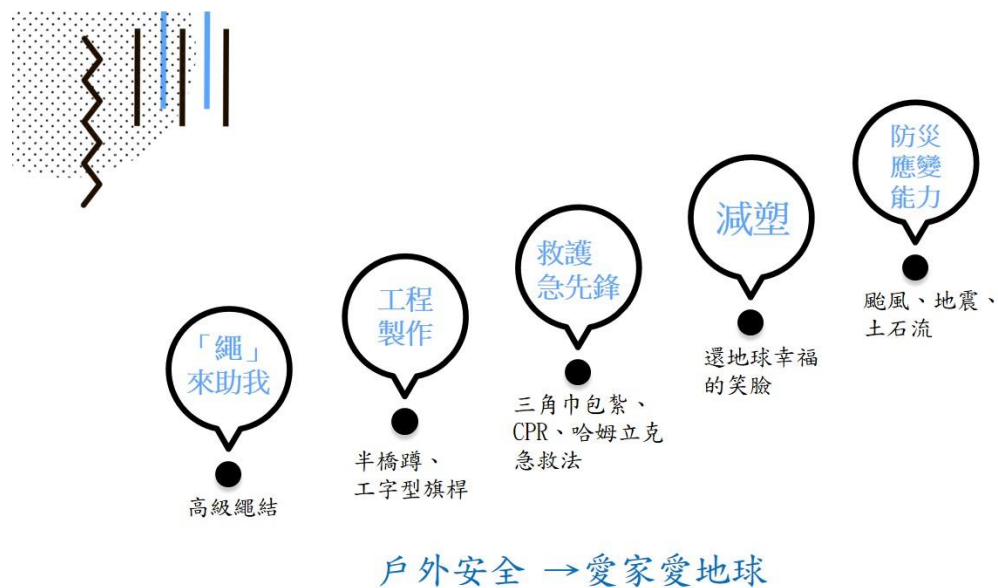 「繩」
來助我
高級繩結
工程
製作
半橋蹲、
工字型旗桿
救護
急先鋒
三角巾包紮、
CPR、哈姆立克
急救法
減塑
還地球幸福
的笑臉
防災
應變
能力
颱風、地震、
土石流
戶外安全 →愛家愛地球